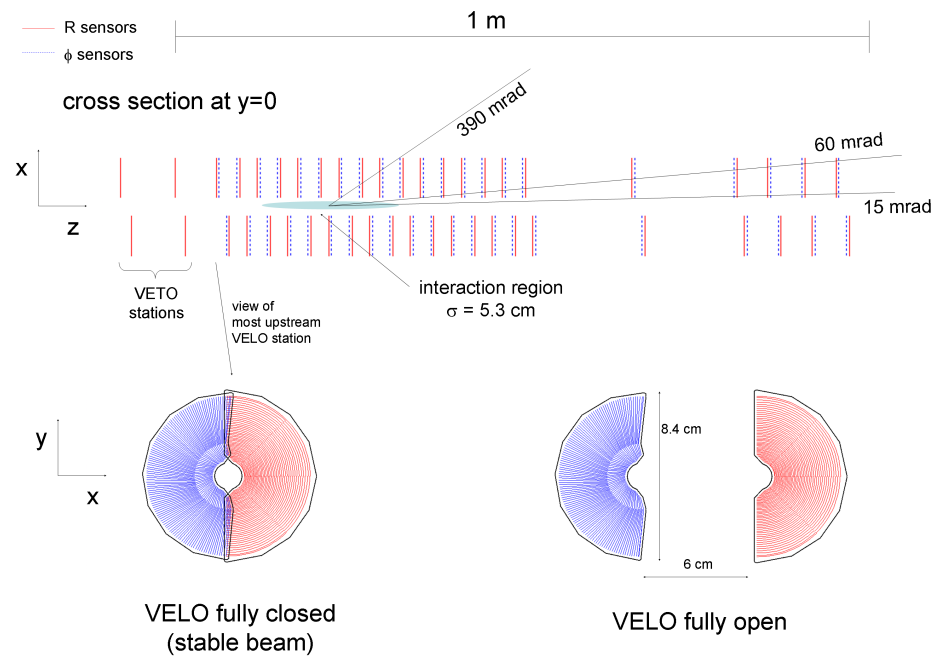 R sensors
ϕ sensors
1 m
cross section at y=0
390 mrad
60 mrad
15 mrad
x
z
VETO
stations
view of
most upstream
VELO station
interaction region
σ = 5.3 cm
y
x
8.4 cm
6 cm
VELO fully closed
(stable beam)
VELO fully open